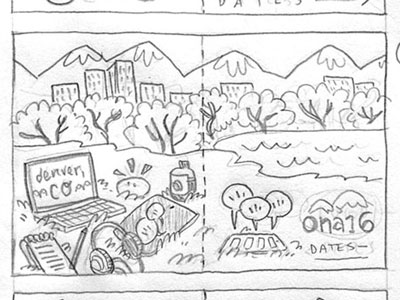 DATES
denver,
CO
ona16
DATES